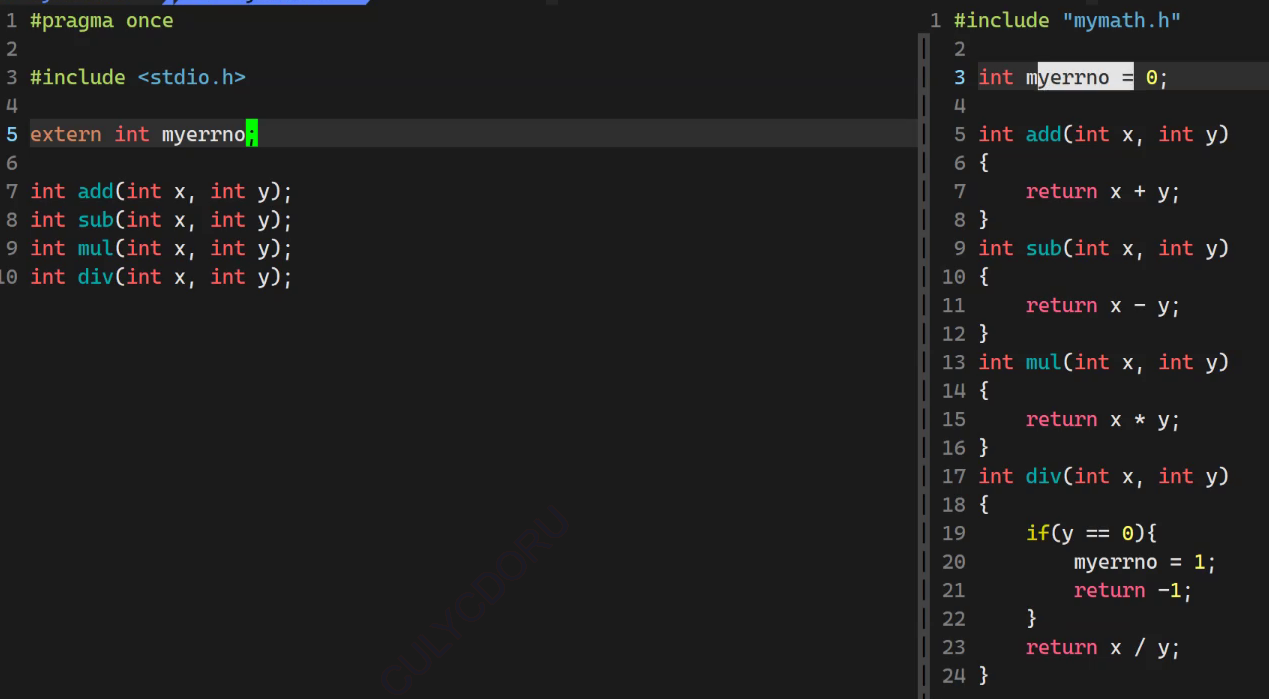 1 #pragma once
2
3 #include <stdio.h>
4
5 extern int myerrno;
6
7 int add(int x, int y);
8 int sub(int x, int y);
9 int mul(int x, int y);
10 int div(int x, int y);
1 #include "mymath.h"
2
3 int myerrno = 0;
4
5 int add(int x, int y)
6 {
7     return x + y;
8 }
9 int sub(int x, int y)
10 {
11     return x - y;
12 }
13 int mul(int x, int y)
14 {
15     return x * y;
16 }
17 int div(int x, int y)
18 {
19     if(y == 0){
20         myerrno = 1;
21         return -1;
22     }
23     return x / y;
24 }